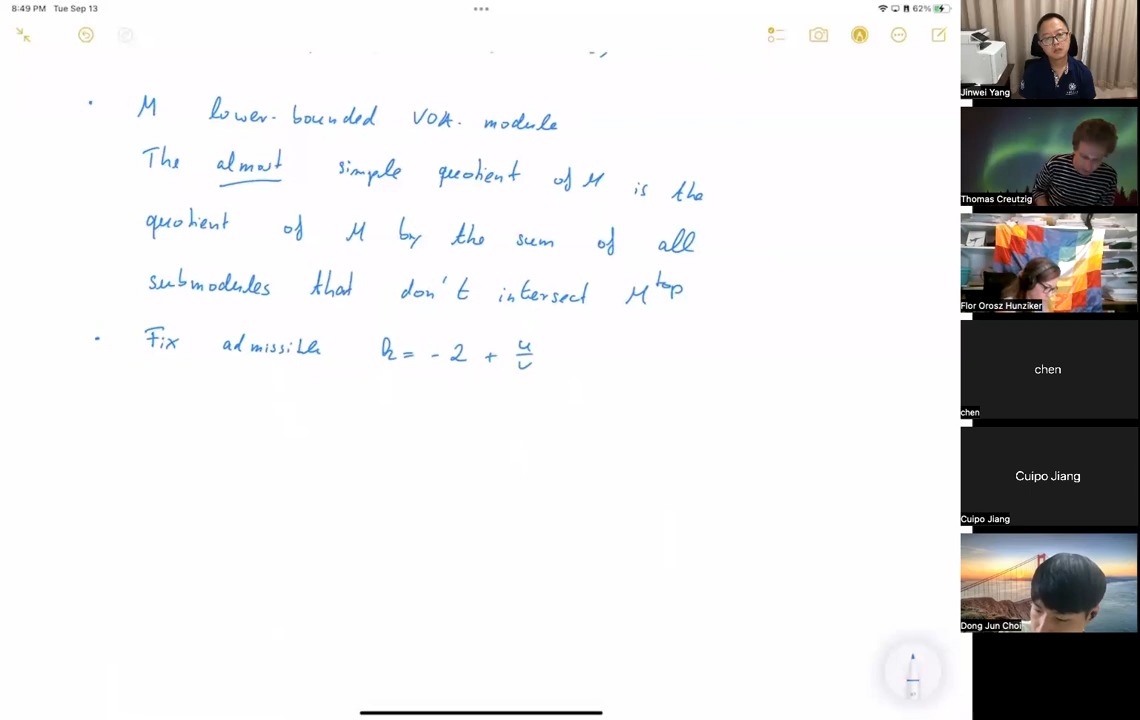 8:49 PM Tue Sep 13
62%
• M lower-bounded VOA-module
The almost simple quotient of M is the
quotient of M by the sum of all
submodules that don't intersect M^top
• Fix admissible k = -2 + u/v
Jinwei Yang
Thomas Creutzig
Flor Orosz Hunziker
chen
chen
Cuipo Jiang
Cuipo Jiang
Dong Jun Choi